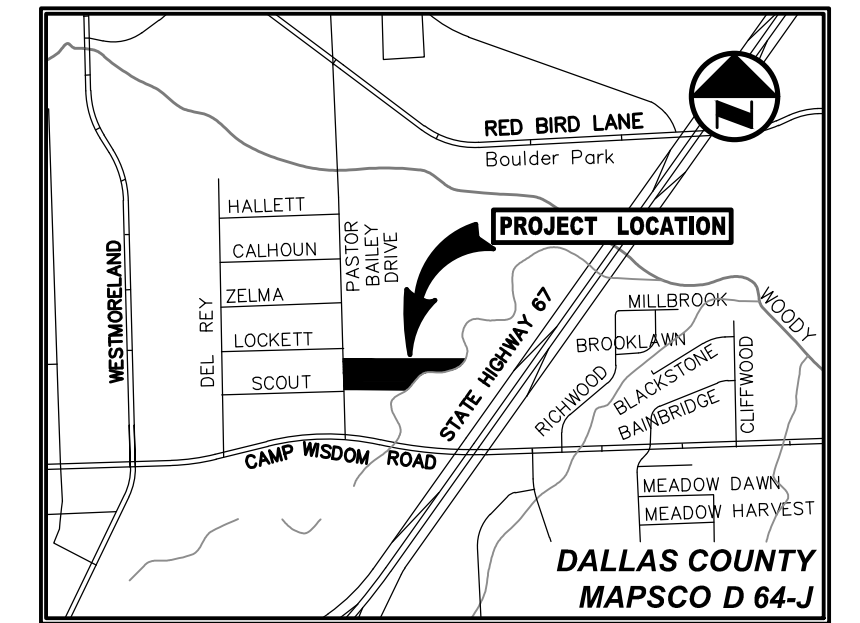 RED BIRD LANE
Boulder Park
HALLETT
PASTOR
BAILEY
DRIVE
PROJECT LOCATION
CALHOUN
WESTMORELAND
ZELMA
DEL REY
LOCKETT
SCOUT
STATE HIGHWAY 67
MILLBROOK
WOODY
BROOKLAWN
RICHWOOD
BLACKSTONE
BAINBRIDGE
CLIFFWOOD
CAMP WISDOM ROAD
MEADOW DAWN
MEADOW HARVEST
DALLAS COUNTY
MAPSCO D 64-J
N